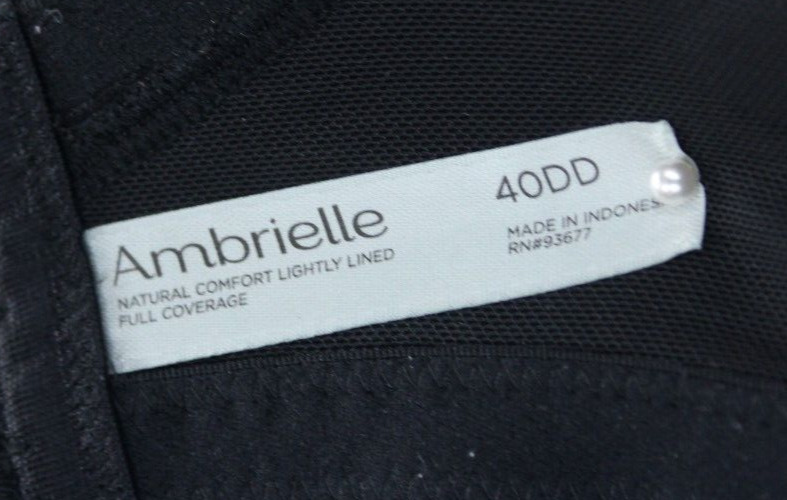 Ambrielle
NATURAL COMFORT LIGHTLY LINED
FULL COVERAGE
40DD
MADE IN INDONES
RN#93677